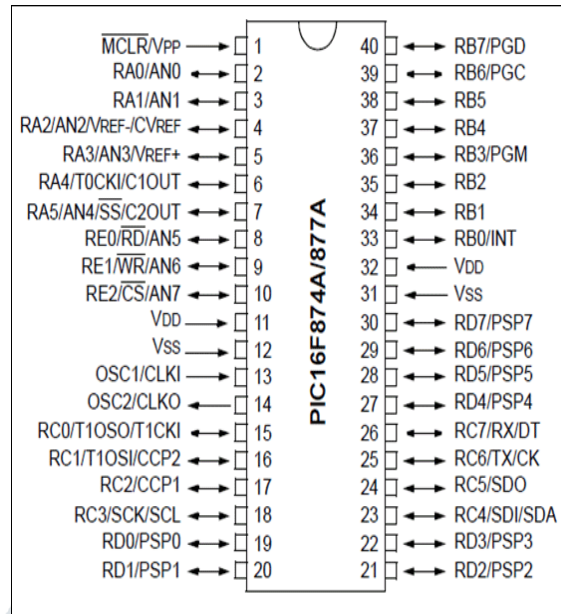 MCLR/VPP 1 40 RB7/PGD
RA0/AN0 2 39 RB6/PGC
RA1/AN1 3 38 RB5
RA2/AN2/VREF-/CVREF 4 37 RB4
RA3/AN3/VREF+ 5 36 RB3/PGM
RA4/T0CKI/C1OUT 6 35 RB2
RA5/AN4/SS/C2OUT 7 34 RB1
RE0/RD/AN5 8 33 RB0/INT
RE1/WR/AN6 9 32 VDD
RE2/CS/AN7 10 31 VSS
VDD 11 30 RD7/PSP7
VSS 12 29 RD6/PSP6
OSC1/CLKI 13 28 RD5/PSP5
OSC2/CLKO 14 27 RD4/PSP4
RC0/T1OSO/T1CKI 15 26 RC7/RX/DT
RC1/T1OSI/CCP2 16 25 RC6/TX/CK
RC2/CCP1 17 24 RC5/SDO
RC3/SCK/SCL 18 23 RC4/SDI/SDA
RD0/PSP0 19 22 RD3/PSP3
RD1/PSP1 20 21 RD2/PSP2
PIC16F874A/877A